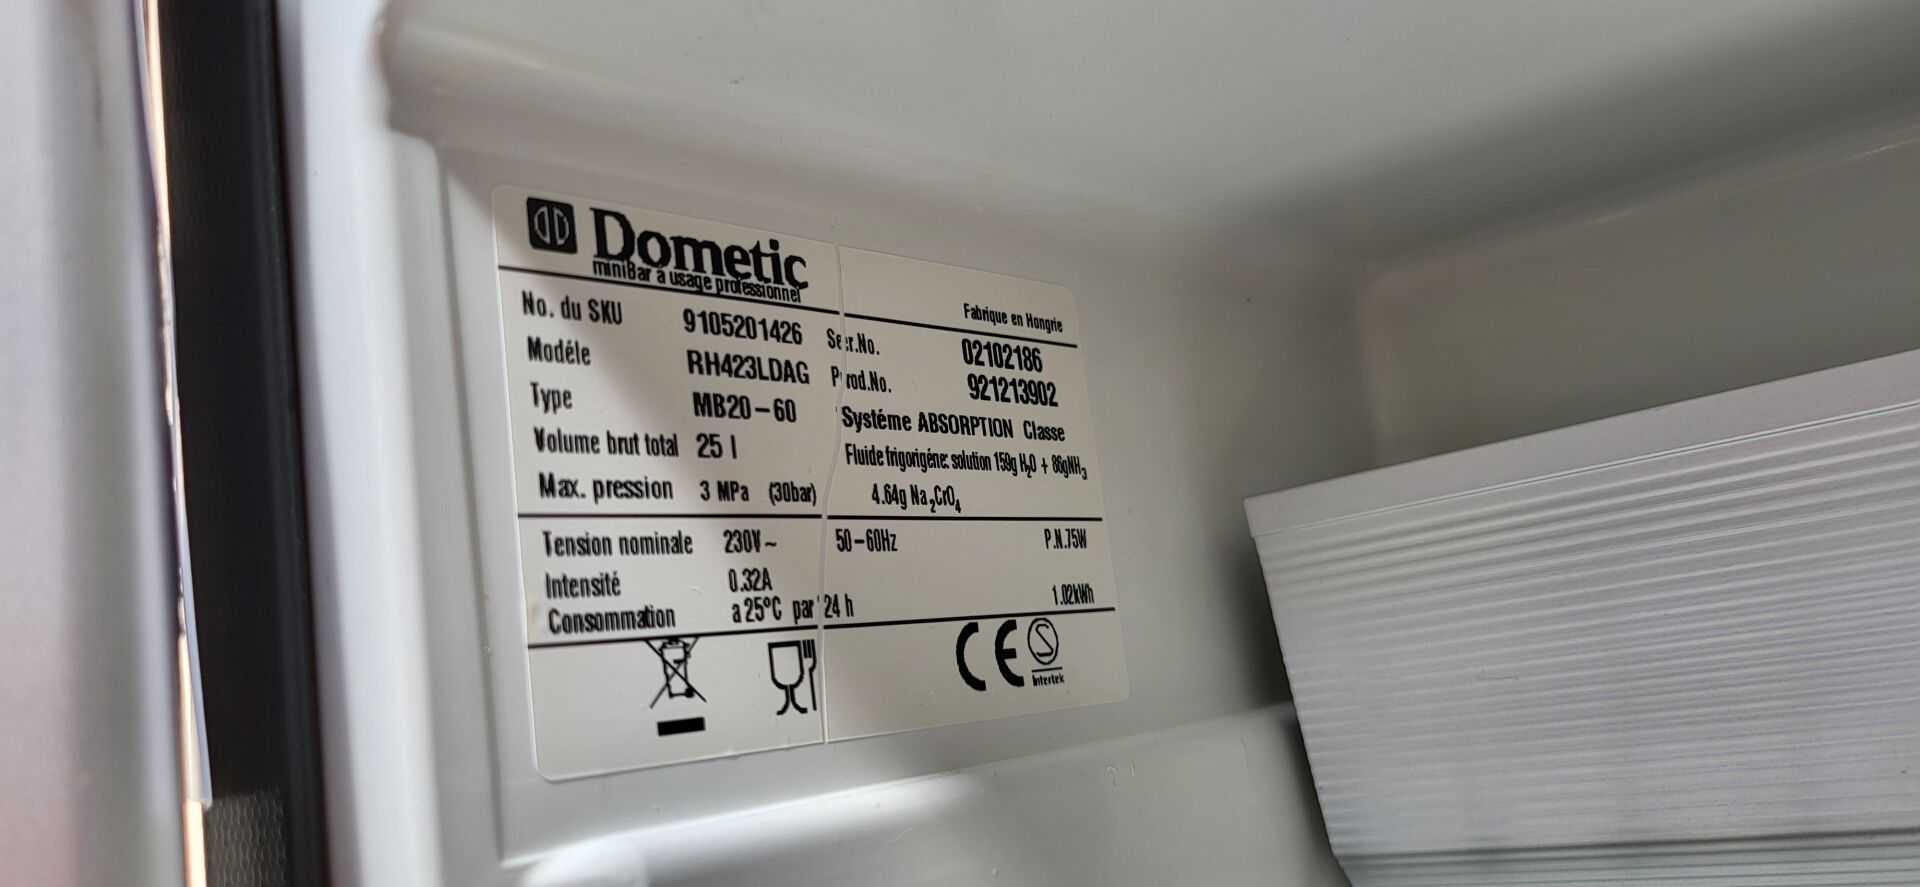 Dometic
miniBar à usage professionnel
Fabrique en Hongrie
No. du SKU 9105201426 Ser.No. 02102186
Modéle RH423LDAG Prod.No. 921213902
Type MB20-60 Systéme ABSORPTION Classe
Volume brut total 25 l Fluide frigorigéne: solution 159g H₂O + 86gNH₃
Max. pression 3 MPa (30bar) 4.64g Na₂CrO₄
Tension nominale 230V~ 50-60Hz P.N.75W
Intensité 0.32A
Consommation a 25°C par 24 h 1.02kWh
CE S
Intertek